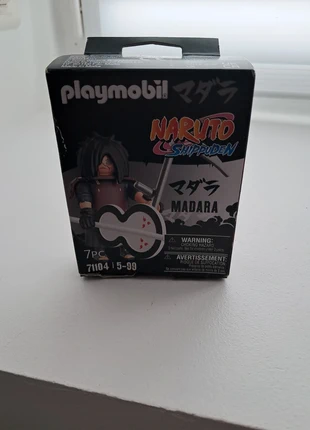 playmobil マダラ
NARUTO
SHIPPUDEN
マダラ
MADARA
WARNING:
7PC
71104 | 5-99
AVERTISSEMENT: